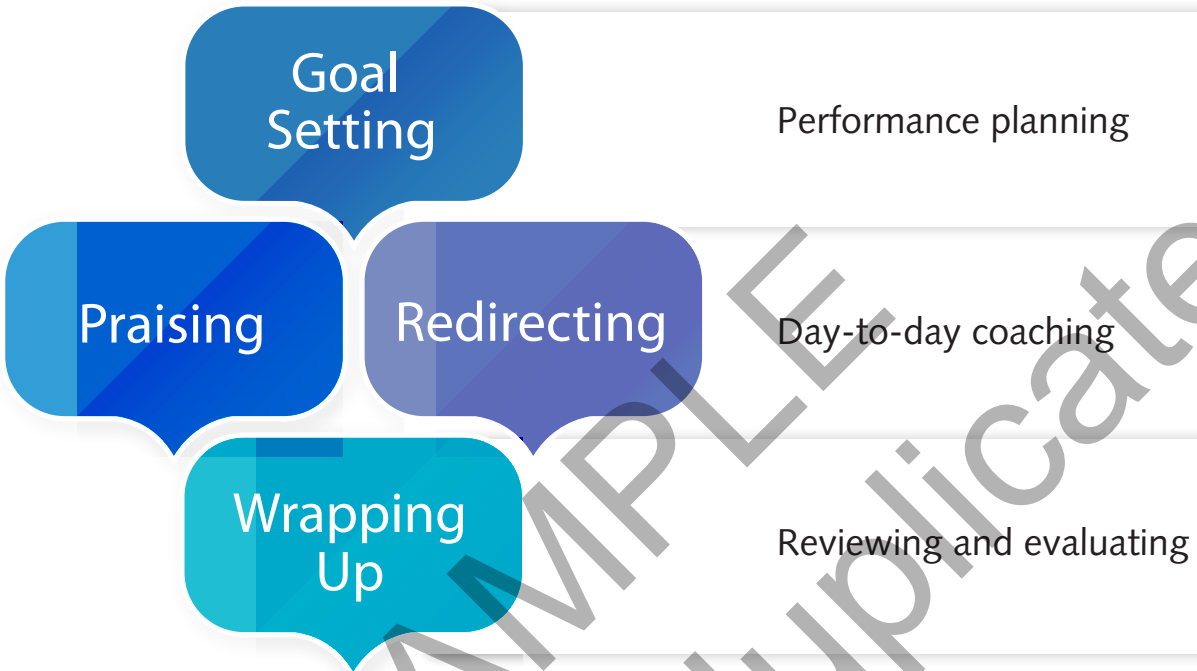 Goal
Setting
Performance planning
Praising
Redirecting
Day-to-day coaching
Wrapping
Up
Reviewing and evaluating